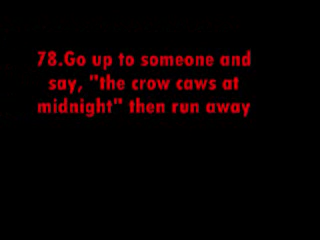 78.Go up to someone and
say, "the crow caws at
midnight" then run away